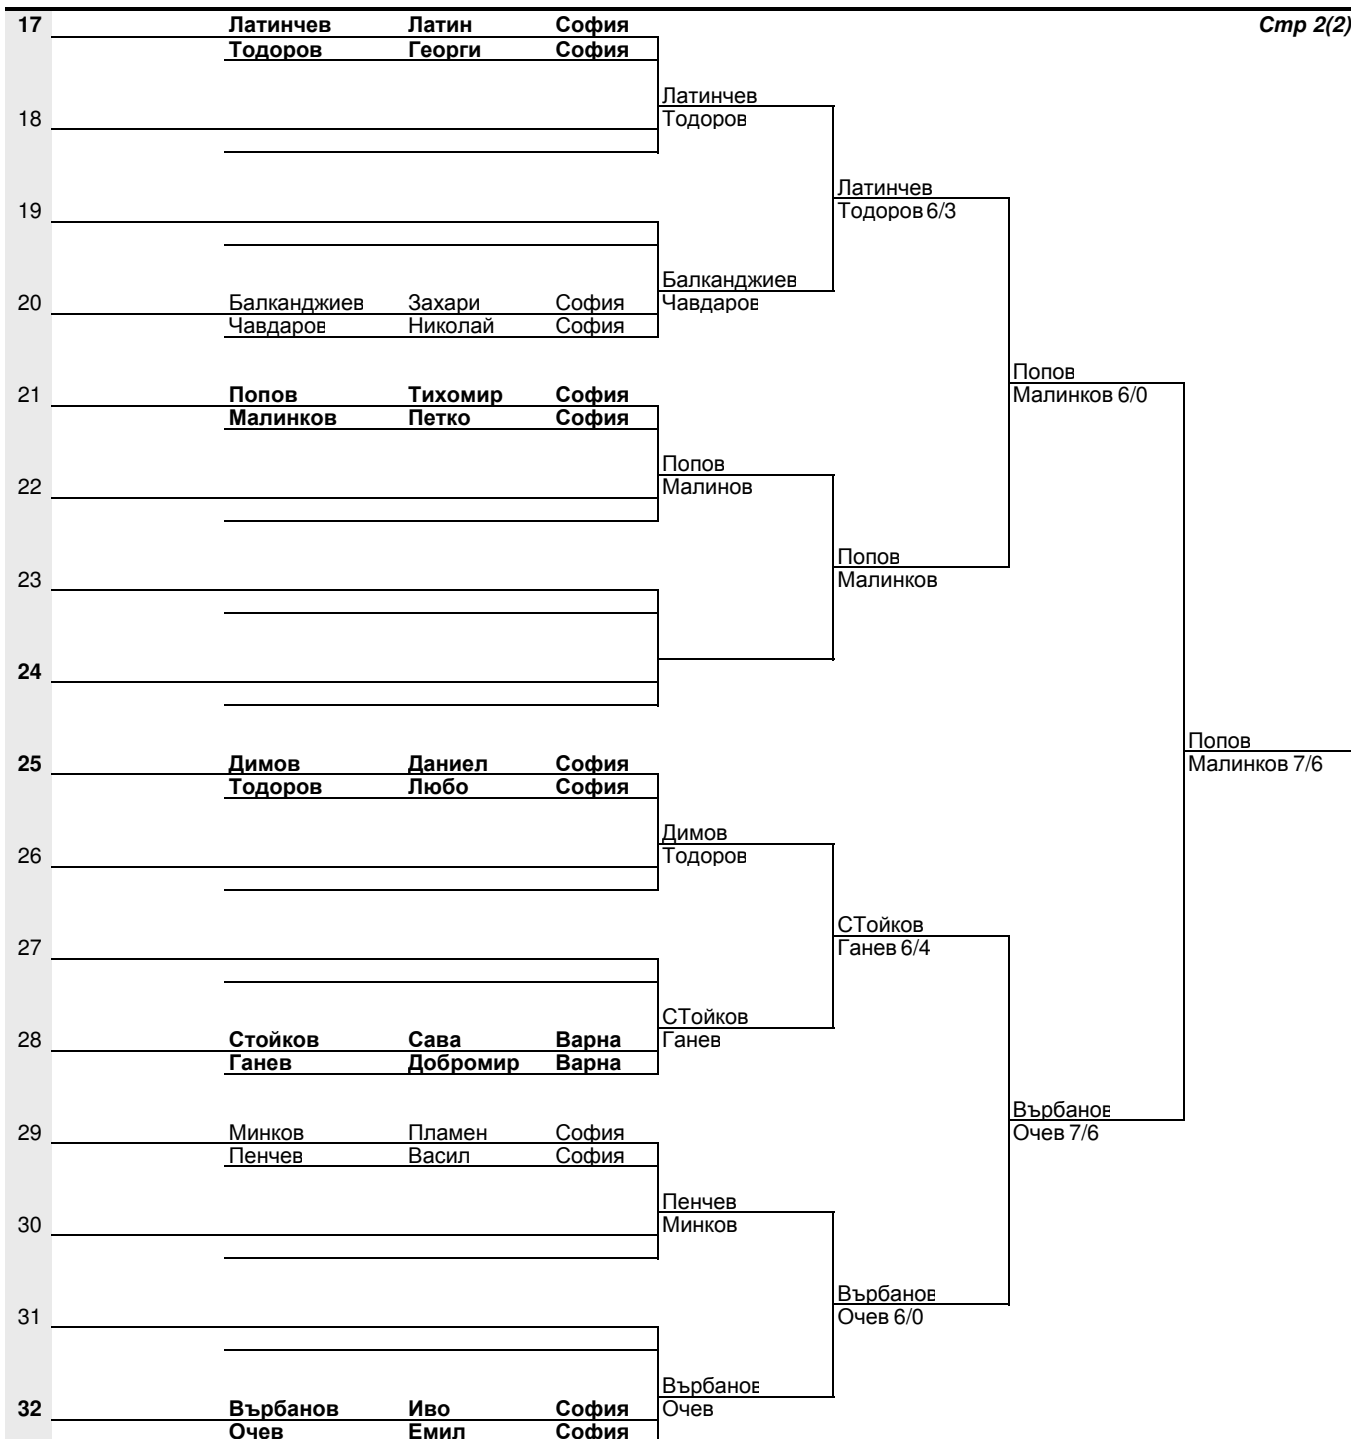 17 Латинчев Латин София Стр 2(2)
Тодоров Георги София
Латинчев
18 Тодоров
Латинчев
19 Тодоров 6/3
Балканджиев
20 Балканджиев Захари София Чавдаров
Чавдаров Николай София
Попов
21 Попов Тихомир София Малинков 6/0
Малинков Петко София
Попов
22 Малинов
Попов
23 Малинков
24
Попов
25 Димов Даниел София Малинков 7/6
Тодоров Любо София
Димов
26 Тодоров
СТойков
27 Ганев 6/4
СТойков
28 Стойков Сава Варна Ганев
Ганев Добромир Варна
Върбанов
29 Минков Пламен София Очев 7/6
Пенчев Васил София
Пенчев
30 Минков
Върбанов
31 Очев 6/0
Върбанов
32 Върбанов Иво София Очев
Очев Емил София